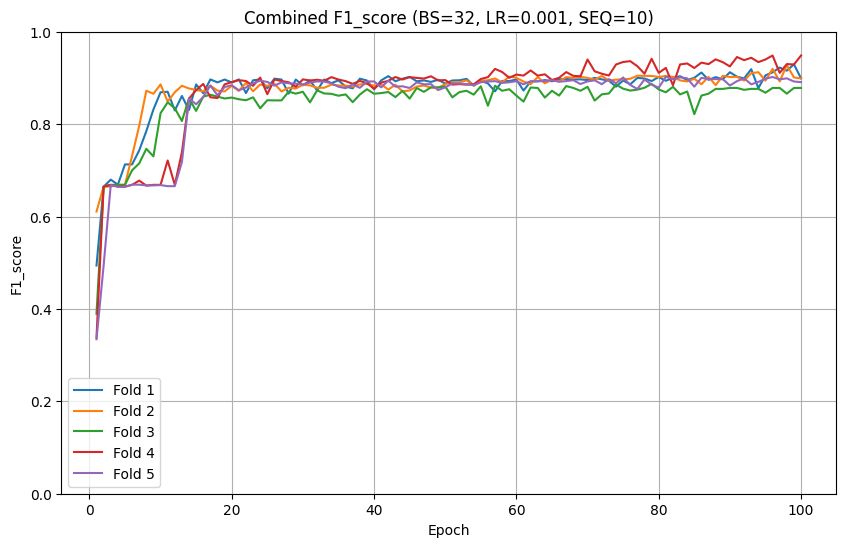 Combined F1_score (BS=32, LR=0.001, SEQ=10)
1.0
0.8
0.6
0.4
0.2
0.0
F1_score
Fold 1
Fold 2
Fold 3
Fold 4
Fold 5
0 20 40 60 80 100
Epoch